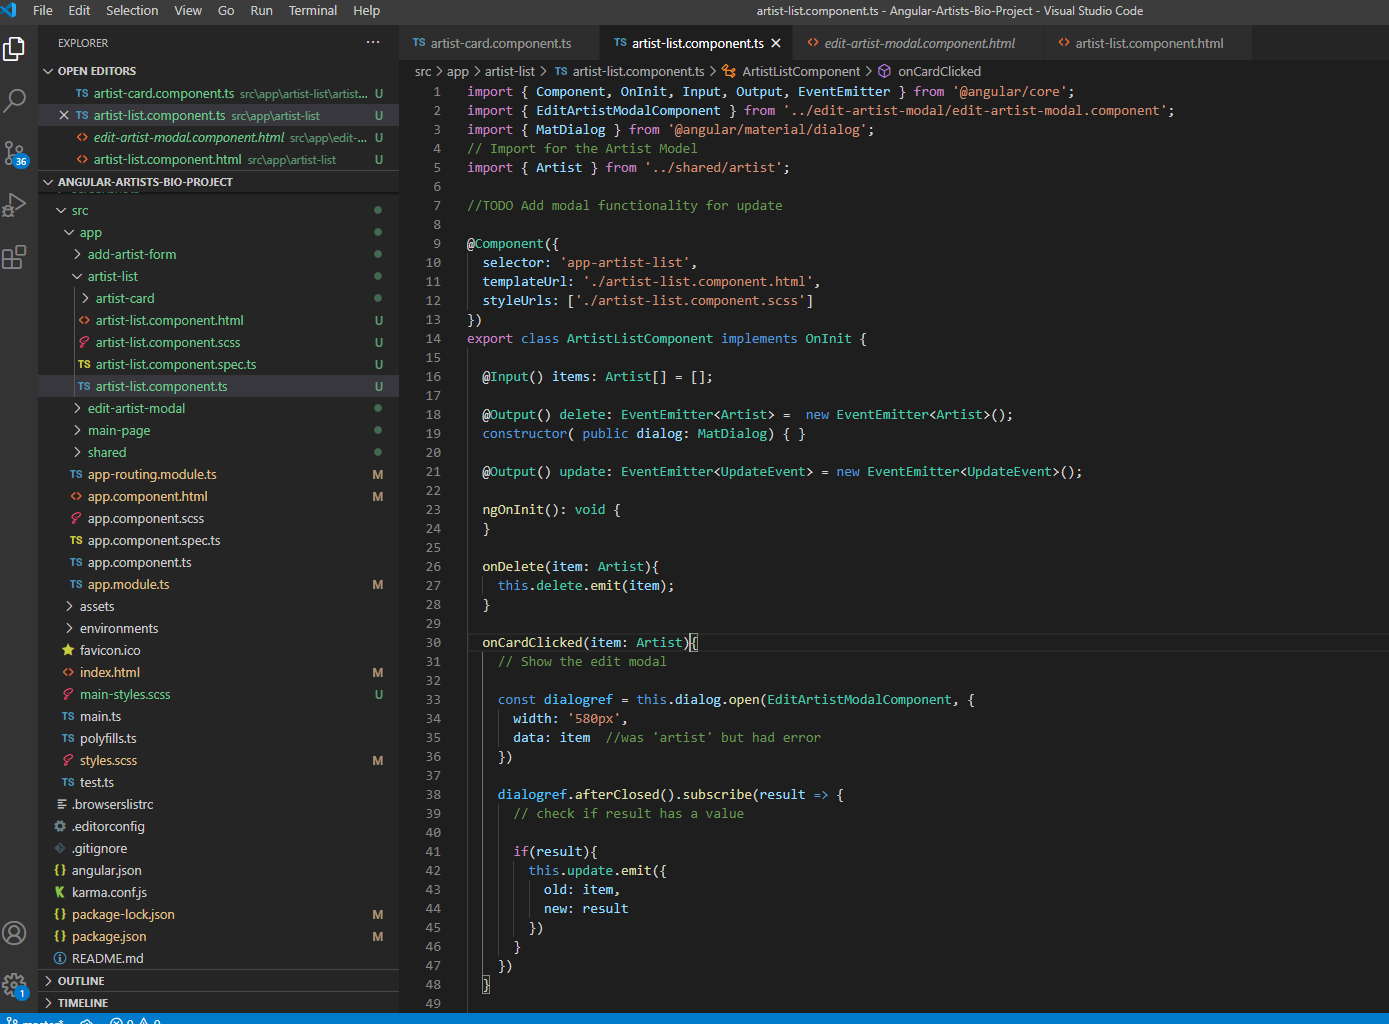 File Edit Selection View Go Run Terminal Help
artist-list.component.ts - Angular-Artists-Bio-Project - Visual Studio Code
EXPLORER ···
OPEN EDITORS
TS artist-card.component.ts src\app\artist-list\artist... U
TS artist-list.component.ts src\app\artist-list U
<> edit-artist-modal.component.html src\app\edit-... U
<> artist-list.component.html src\app\artist-list U
ANGULAR-ARTISTS-BIO-PROJECT
src
app
add-artist-form
artist-list
artist-card
<> artist-list.component.html U
artist-list.component.scss U
TS artist-list.component.spec.ts U
TS artist-list.component.ts U
edit-artist-modal
main-page
shared
TS app-routing.module.ts M
<> app.component.html M
app.component.scss
TS app.component.spec.ts
TS app.component.ts
TS app.module.ts M
assets
environments
favicon.ico
<> index.html M
main-styles.scss U
TS main.ts
TS polyfills.ts
styles.scss M
TS test.ts
.browserslistrc
.editorconfig
.gitignore
{} angular.json
karma.conf.js
{} package-lock.json M
{} package.json M
README.md
OUTLINE
TIMELINE
36
1
TS artist-card.component.ts
TS artist-list.component.ts
<> edit-artist-modal.component.html
<> artist-list.component.html
src > app > artist-list > TS artist-list.component.ts > ArtistListComponent > onCardClicked
1 import { Component, OnInit, Input, Output, EventEmitter } from '@angular/core';
2 import { EditArtistModalComponent } from '../edit-artist-modal/edit-artist-modal.component';
3 import { MatDialog } from '@angular/material/dialog';
4 // Import for the Artist Model
5 import { Artist } from '../shared/artist';
6
7 //TODO Add modal functionality for update
8
9 @Component({
10 selector: 'app-artist-list',
11 templateUrl: './artist-list.component.html',
12 styleUrls: ['./artist-list.component.scss']
13 })
14 export class ArtistListComponent implements OnInit {
15
16 @Input() items: Artist[] = [];
17
18 @Output() delete: EventEmitter<Artist> =  new EventEmitter<Artist>();
19 constructor( public dialog: MatDialog) { }
20
21 @Output() update: EventEmitter<UpdateEvent> = new EventEmitter<UpdateEvent>();
22
23 ngOnInit(): void {
24 }
25
26 onDelete(item: Artist){
27 this.delete.emit(item);
28 }
29
30 onCardClicked(item: Artist){
31 // Show the edit modal
32
33 const dialogref = this.dialog.open(EditArtistModalComponent, {
34 width: '580px',
35 data: item  //was 'artist' but had error
36 })
37
38 dialogref.afterClosed().subscribe(result => {
39 // check if result has a value
40
41 if(result){
42 this.update.emit({
43 old: item,
44 new: result
45 })
46 }
47 })
48 }
49